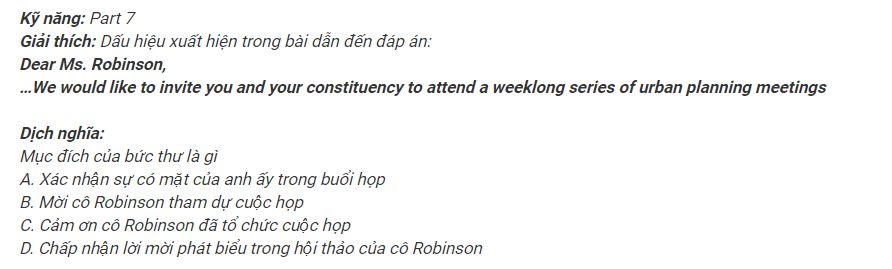 Kỹ năng: Part 7
Giải thích: Dấu hiệu xuất hiện trong bài dẫn đến đáp án:
Dear Ms. Robinson,
…We would like to invite you and your constituency to attend a weeklong series of urban planning meetings
Dịch nghĩa:
Mục đích của bức thư là gì
A. Xác nhận sự có mặt của anh ấy trong buổi họp
B. Mời cô Robinson tham dự cuộc họp
C. Cảm ơn cô Robinson đã tổ chức cuộc họp
D. Chấp nhận lời mời phát biểu trong hội thảo của cô Robinson